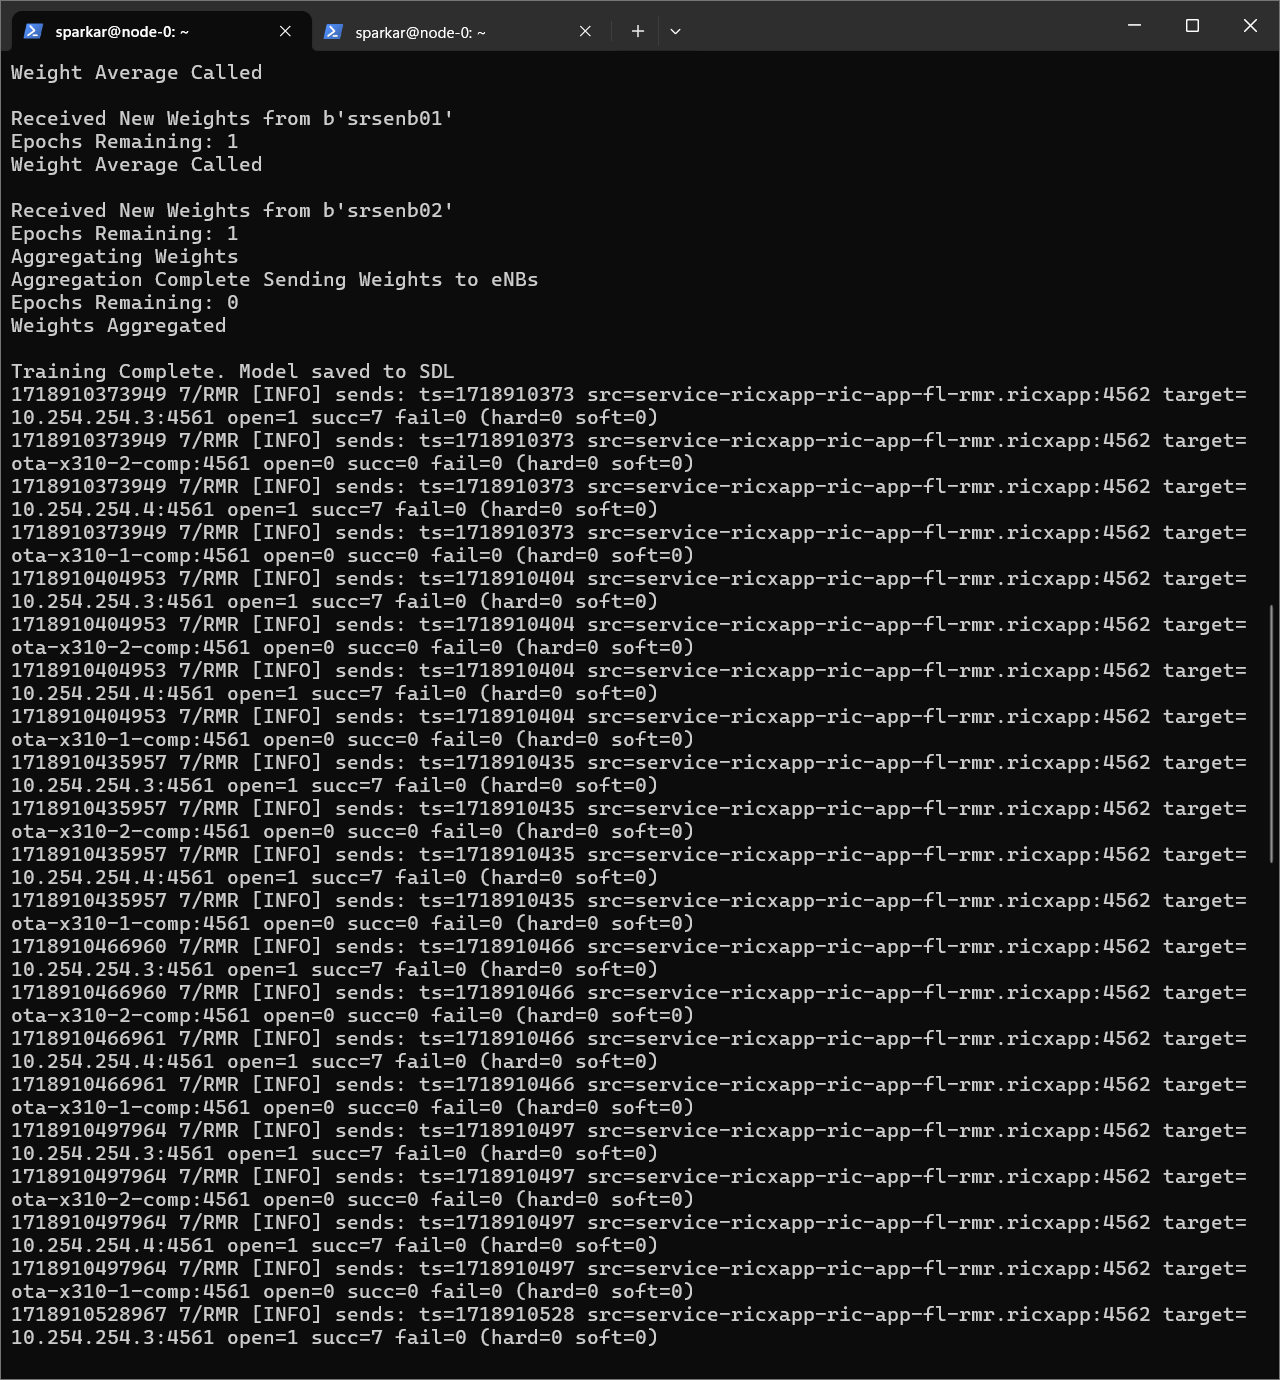 sparkar@node-0: ~
sparkar@node-0: ~
Weight Average Called
Received New Weights from b'srsenb01'
Epochs Remaining: 1
Weight Average Called
Received New Weights from b'srsenb02'
Epochs Remaining: 1
Aggregating Weights
Aggregation Complete Sending Weights to eNBs
Epochs Remaining: 0
Weights Aggregated
Training Complete. Model saved to SDL
1718910373949 7/RMR [INFO] sends: ts=1718910373 src=service-ricxapp-ric-app-fl-rmr.ricxapp:4562 target=
10.254.254.3:4561 open=1 succ=7 fail=0 (hard=0 soft=0)
1718910373949 7/RMR [INFO] sends: ts=1718910373 src=service-ricxapp-ric-app-fl-rmr.ricxapp:4562 target=
ota-x310-2-comp:4561 open=0 succ=0 fail=0 (hard=0 soft=0)
1718910373949 7/RMR [INFO] sends: ts=1718910373 src=service-ricxapp-ric-app-fl-rmr.ricxapp:4562 target=
10.254.254.4:4561 open=1 succ=7 fail=0 (hard=0 soft=0)
1718910373949 7/RMR [INFO] sends: ts=1718910373 src=service-ricxapp-ric-app-fl-rmr.ricxapp:4562 target=
ota-x310-1-comp:4561 open=0 succ=0 fail=0 (hard=0 soft=0)
1718910404953 7/RMR [INFO] sends: ts=1718910404 src=service-ricxapp-ric-app-fl-rmr.ricxapp:4562 target=
10.254.254.3:4561 open=1 succ=7 fail=0 (hard=0 soft=0)
1718910404953 7/RMR [INFO] sends: ts=1718910404 src=service-ricxapp-ric-app-fl-rmr.ricxapp:4562 target=
ota-x310-2-comp:4561 open=0 succ=0 fail=0 (hard=0 soft=0)
1718910404953 7/RMR [INFO] sends: ts=1718910404 src=service-ricxapp-ric-app-fl-rmr.ricxapp:4562 target=
10.254.254.4:4561 open=1 succ=7 fail=0 (hard=0 soft=0)
1718910404953 7/RMR [INFO] sends: ts=1718910404 src=service-ricxapp-ric-app-fl-rmr.ricxapp:4562 target=
ota-x310-1-comp:4561 open=0 succ=0 fail=0 (hard=0 soft=0)
1718910435957 7/RMR [INFO] sends: ts=1718910435 src=service-ricxapp-ric-app-fl-rmr.ricxapp:4562 target=
10.254.254.3:4561 open=1 succ=7 fail=0 (hard=0 soft=0)
1718910435957 7/RMR [INFO] sends: ts=1718910435 src=service-ricxapp-ric-app-fl-rmr.ricxapp:4562 target=
ota-x310-2-comp:4561 open=0 succ=0 fail=0 (hard=0 soft=0)
1718910435957 7/RMR [INFO] sends: ts=1718910435 src=service-ricxapp-ric-app-fl-rmr.ricxapp:4562 target=
10.254.254.4:4561 open=1 succ=7 fail=0 (hard=0 soft=0)
1718910435957 7/RMR [INFO] sends: ts=1718910435 src=service-ricxapp-ric-app-fl-rmr.ricxapp:4562 target=
ota-x310-1-comp:4561 open=0 succ=0 fail=0 (hard=0 soft=0)
1718910466960 7/RMR [INFO] sends: ts=1718910466 src=service-ricxapp-ric-app-fl-rmr.ricxapp:4562 target=
10.254.254.3:4561 open=1 succ=7 fail=0 (hard=0 soft=0)
1718910466960 7/RMR [INFO] sends: ts=1718910466 src=service-ricxapp-ric-app-fl-rmr.ricxapp:4562 target=
ota-x310-2-comp:4561 open=0 succ=0 fail=0 (hard=0 soft=0)
1718910466961 7/RMR [INFO] sends: ts=1718910466 src=service-ricxapp-ric-app-fl-rmr.ricxapp:4562 target=
10.254.254.4:4561 open=1 succ=7 fail=0 (hard=0 soft=0)
1718910466961 7/RMR [INFO] sends: ts=1718910466 src=service-ricxapp-ric-app-fl-rmr.ricxapp:4562 target=
ota-x310-1-comp:4561 open=0 succ=0 fail=0 (hard=0 soft=0)
1718910497964 7/RMR [INFO] sends: ts=1718910497 src=service-ricxapp-ric-app-fl-rmr.ricxapp:4562 target=
10.254.254.3:4561 open=1 succ=7 fail=0 (hard=0 soft=0)
1718910497964 7/RMR [INFO] sends: ts=1718910497 src=service-ricxapp-ric-app-fl-rmr.ricxapp:4562 target=
ota-x310-2-comp:4561 open=0 succ=0 fail=0 (hard=0 soft=0)
1718910497964 7/RMR [INFO] sends: ts=1718910497 src=service-ricxapp-ric-app-fl-rmr.ricxapp:4562 target=
10.254.254.4:4561 open=1 succ=7 fail=0 (hard=0 soft=0)
1718910497964 7/RMR [INFO] sends: ts=1718910497 src=service-ricxapp-ric-app-fl-rmr.ricxapp:4562 target=
ota-x310-1-comp:4561 open=0 succ=0 fail=0 (hard=0 soft=0)
1718910528967 7/RMR [INFO] sends: ts=1718910528 src=service-ricxapp-ric-app-fl-rmr.ricxapp:4562 target=
10.254.254.3:4561 open=1 succ=7 fail=0 (hard=0 soft=0)